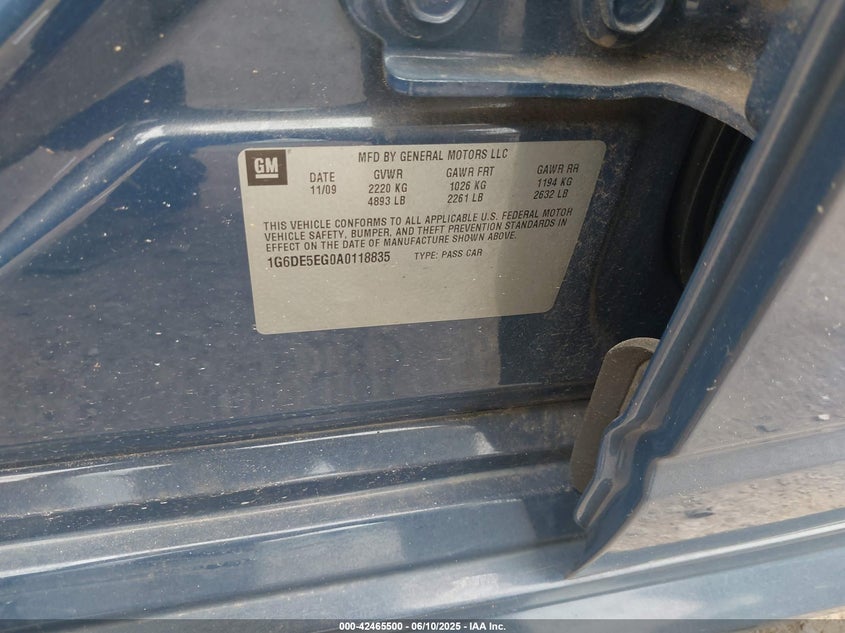 GM
MFD BY GENERAL MOTORS LLC
DATE GVWR GAWR FRT GAWR RR
11/09 2220 KG 1026 KG 1194 KG
4893 LB 2261 LB 2632 LB
THIS VEHICLE CONFORMS TO ALL APPLICABLE U.S. FEDERAL MOTOR
VEHICLE SAFETY, BUMPER, AND THEFT PREVENTION STANDARDS IN
EFFECT ON THE DATE OF MANUFACTURE SHOWN ABOVE.
1G6DE5EG0A0118835 TYPE: PASS CAR
000-42465500 - 06/10/2025 - IAA Inc.